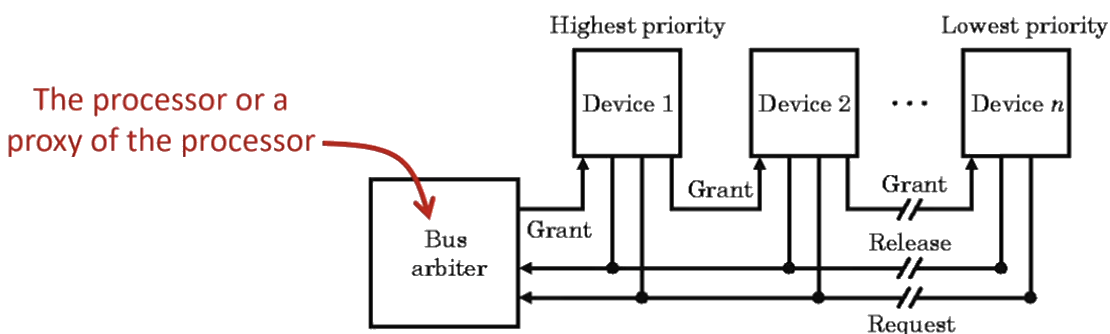 Highest priority
Lowest priority
The processor or a
proxy of the processor
Device 1
Device 2
...
Device n
Grant
Grant
Grant
Bus
arbiter
Release
Request